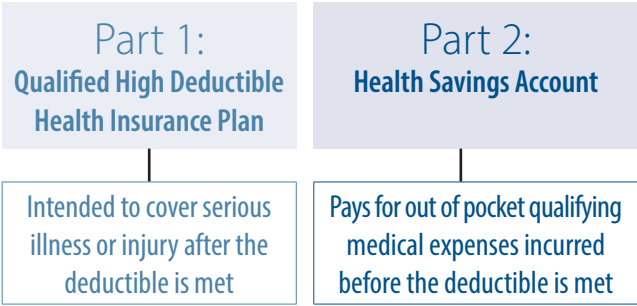 Part 1:
Qualified High Deductible
Health Insurance Plan
Intended to cover serious
illness or injury after the
deductible is met
Part 2:
Health Savings Account
Pays for out of pocket qualifying
medical expenses incurred
before the deductible is met